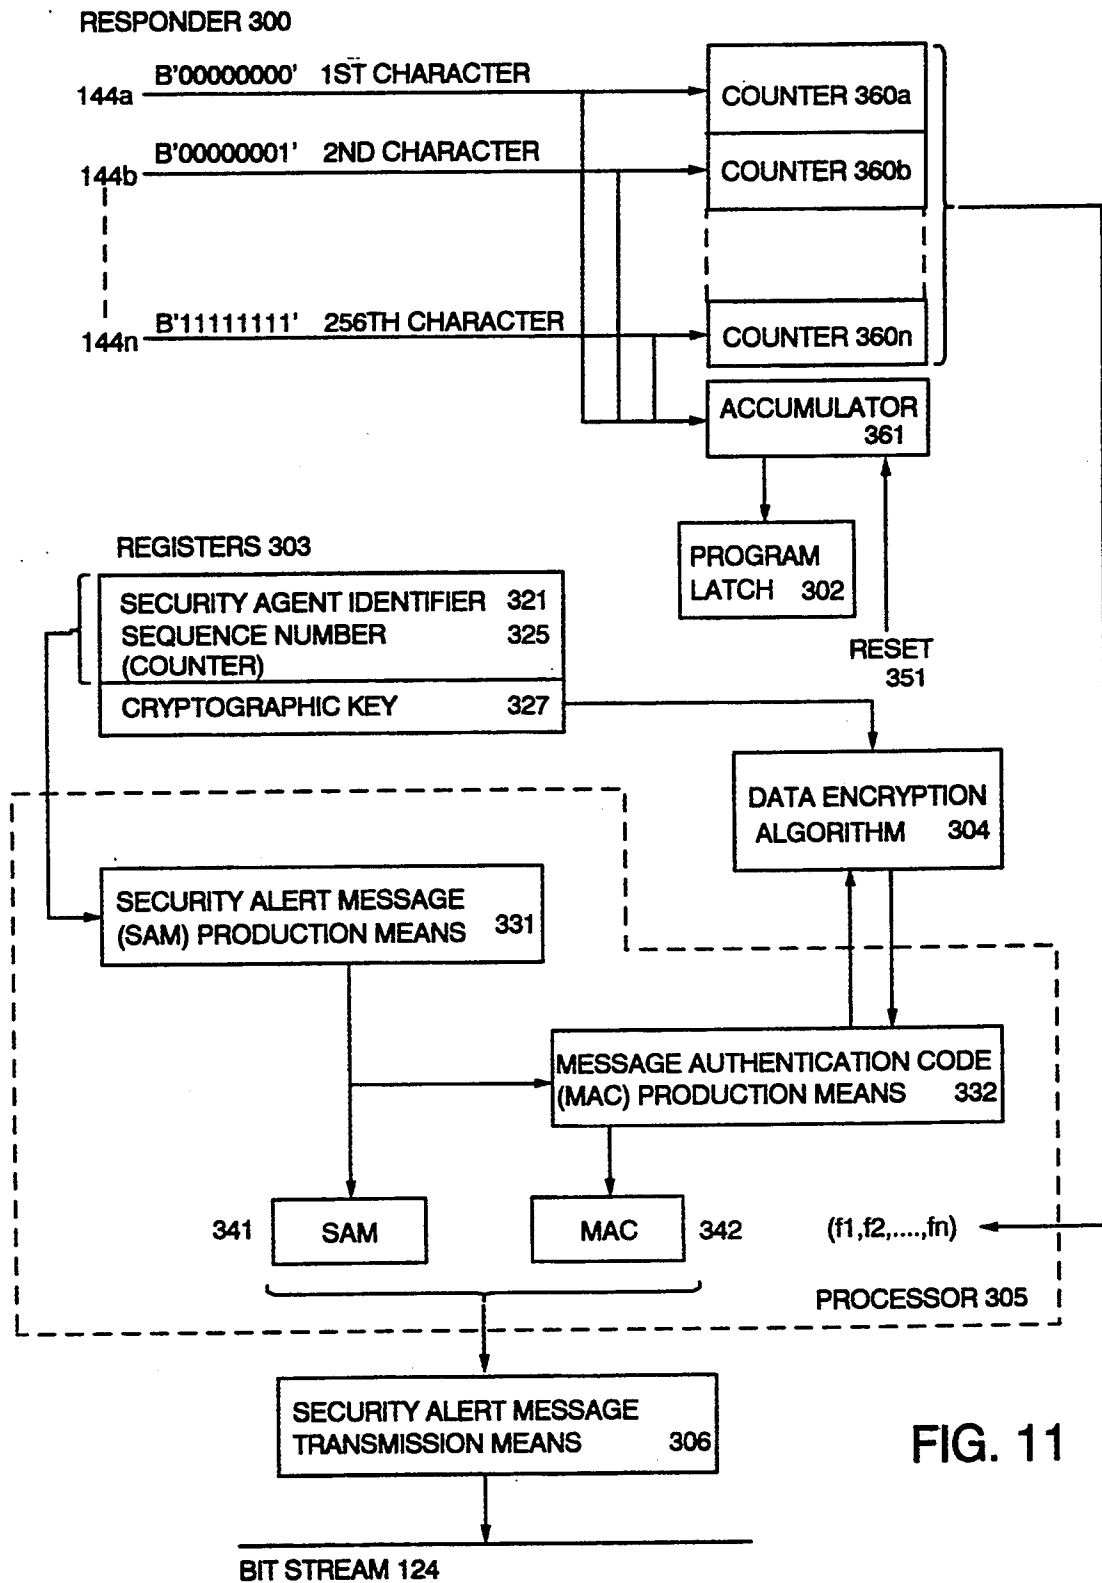 RESPONDER 300
144a B'00000000' 1ST CHARACTER
COUNTER 360a
144b B'00000001' 2ND CHARACTER
COUNTER 360b
144n B'11111111' 256TH CHARACTER
COUNTER 360n
ACCUMULATOR
361
PROGRAM
LATCH 302
RESET
351
REGISTERS 303
SECURITY AGENT IDENTIFIER 321
SEQUENCE NUMBER 325
(COUNTER)
CRYPTOGRAPHIC KEY 327
DATA ENCRYPTION
ALGORITHM 304
SECURITY ALERT MESSAGE
(SAM) PRODUCTION MEANS 331
MESSAGE AUTHENTICATION CODE
(MAC) PRODUCTION MEANS 332
341 SAM
MAC 342
(f1,f2,....,fn)
PROCESSOR 305
SECURITY ALERT MESSAGE
TRANSMISSION MEANS 306
FIG. 11
BIT STREAM 124